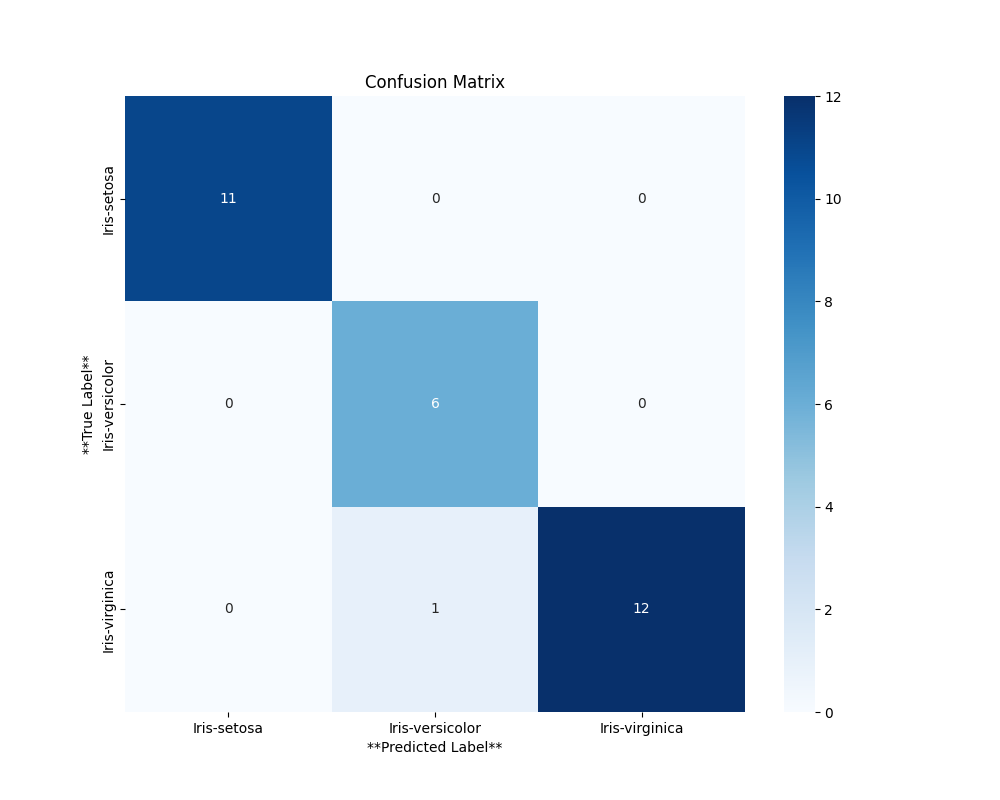 Confusion Matrix
**True Label**
Iris-setosa
11 0 0
Iris-versicolor
0 6 0
Iris-virginica
0 1 12
Iris-setosa Iris-versicolor Iris-virginica
**Predicted Label**
12
10
8
6
4
2
0